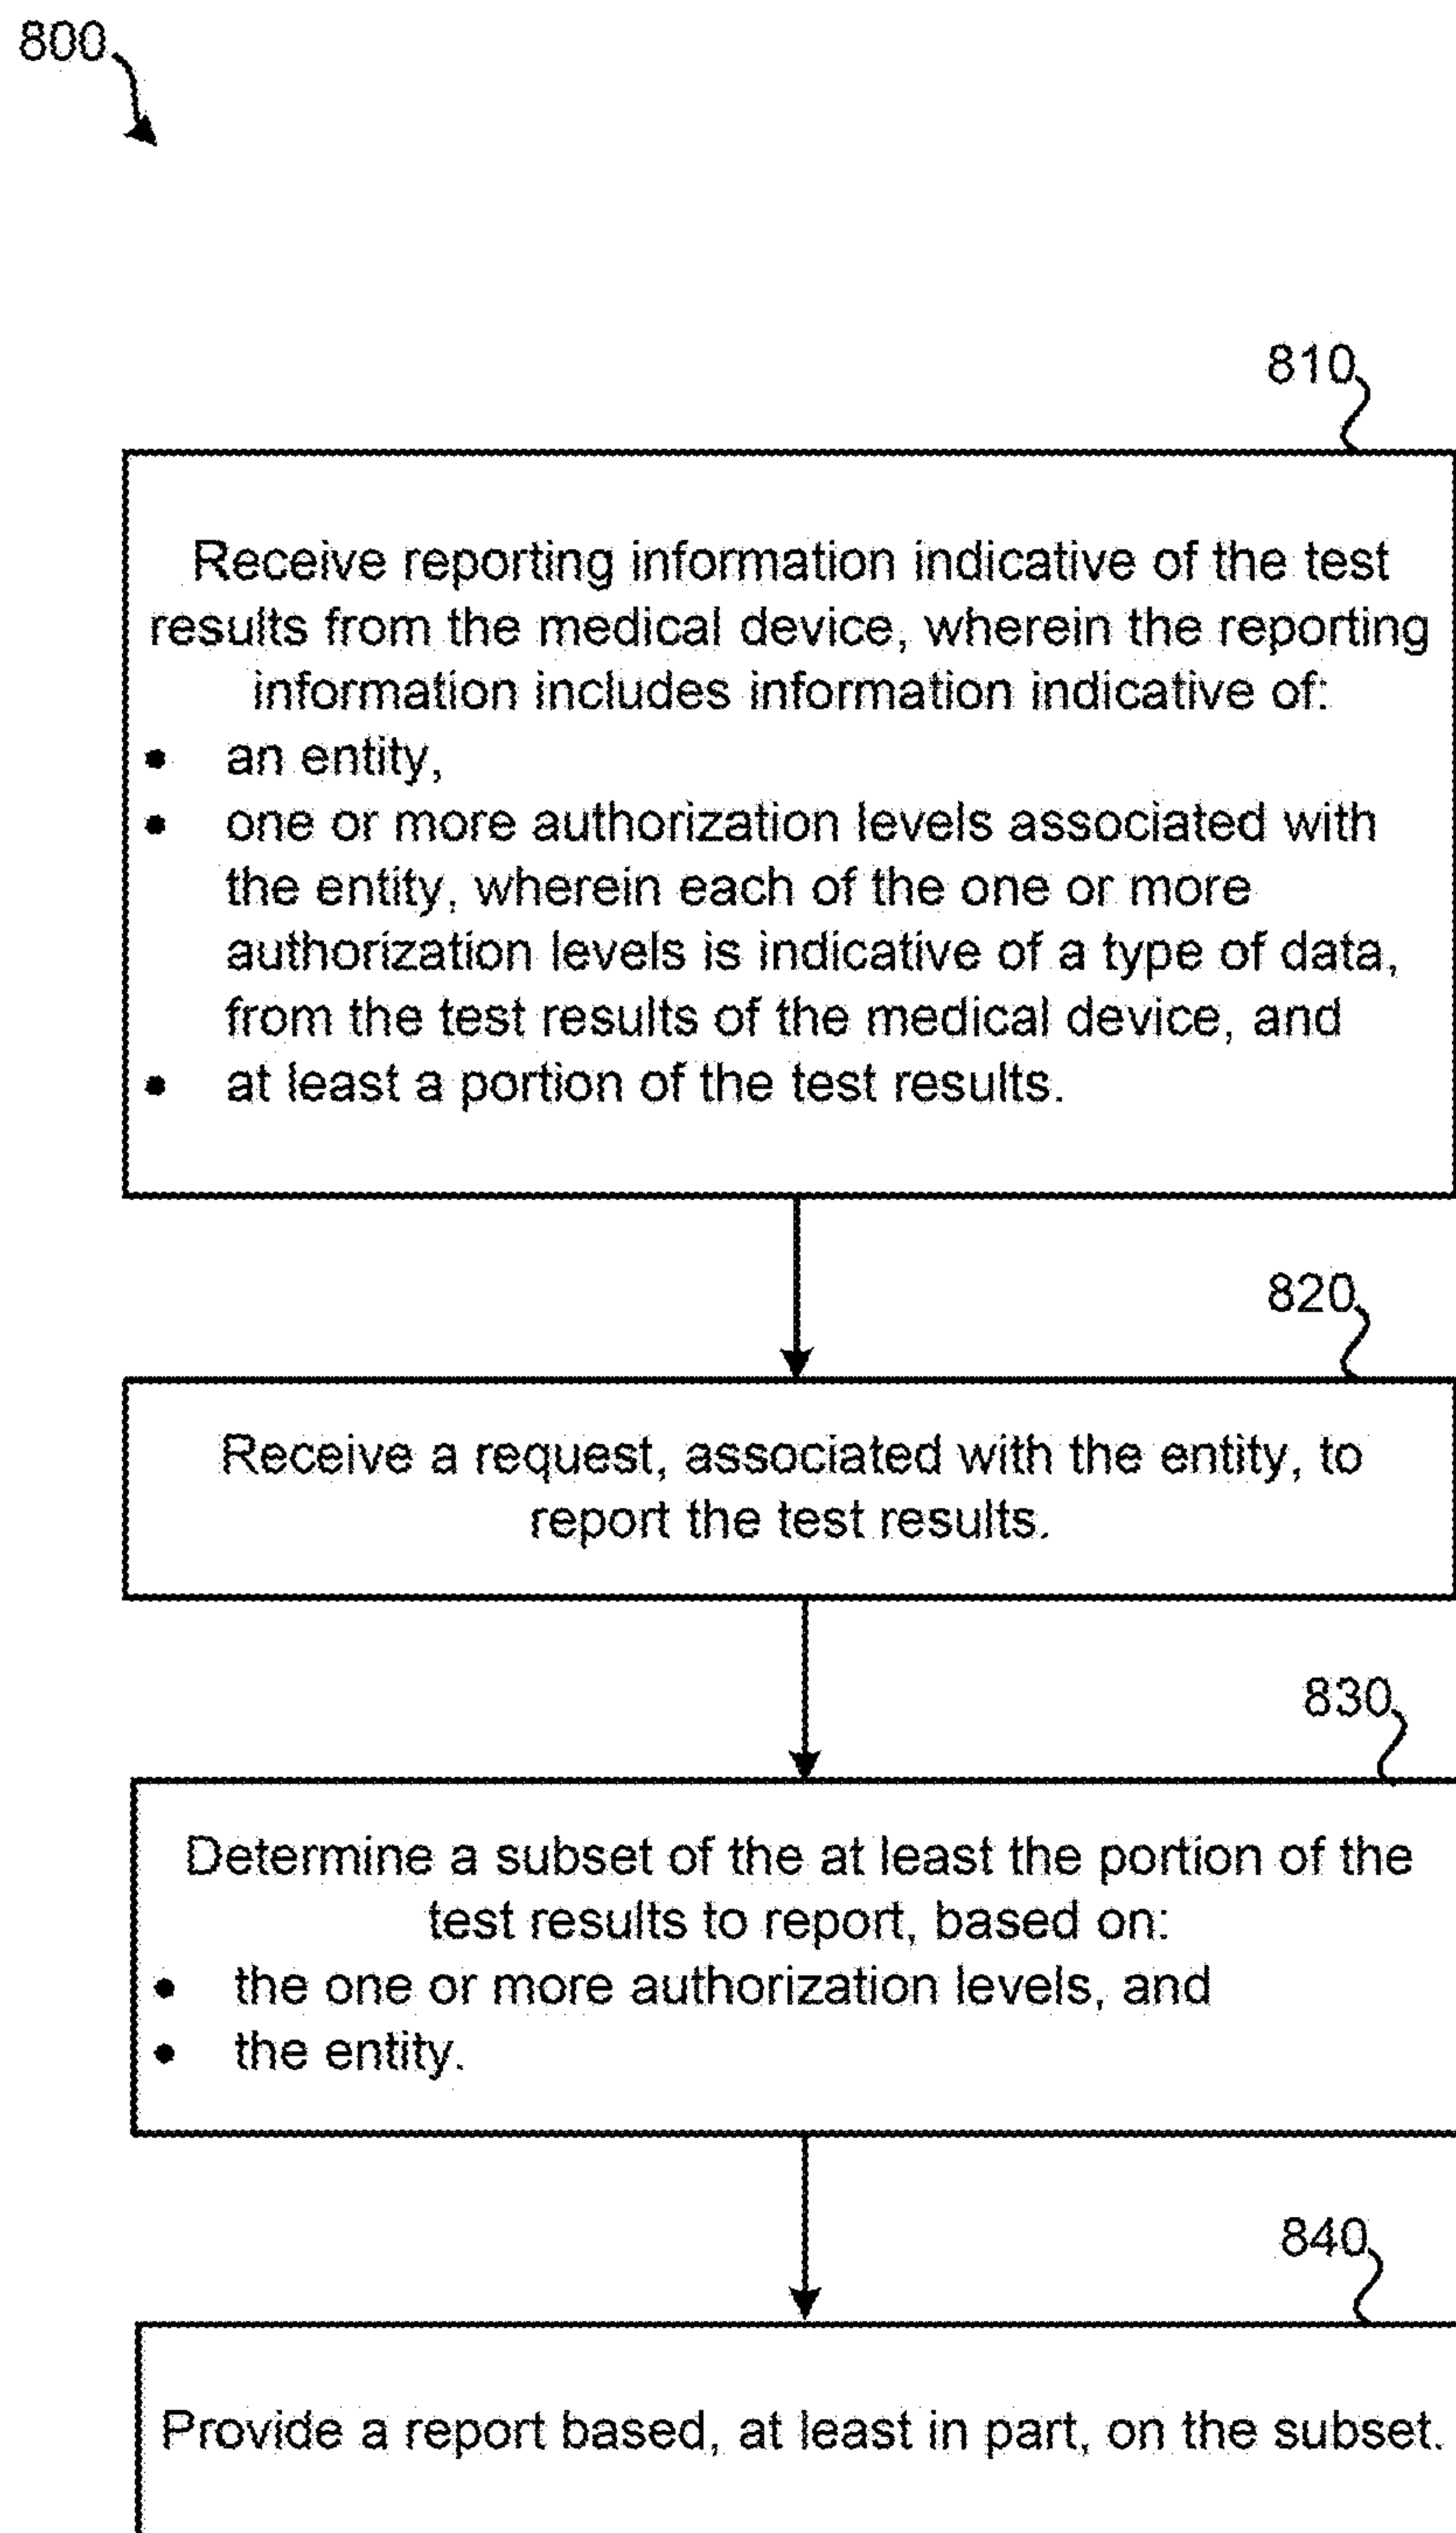 800
810
Receive reporting information indicative of the test
results from the medical device, wherein the reporting
information includes information indicative of:
• an entity,
• one or more authorization levels associated with
the entity, wherein each of the one or more
authorization levels is indicative of a type of data,
from the test results of the medical device, and
• at least a portion of the test results.
820
Receive a request, associated with the entity, to
report the test results.
830
Determine a subset of the at least the portion of the
test results to report, based on:
• the one or more authorization levels, and
• the entity.
840
Provide a report based, at least in part, on the subset.